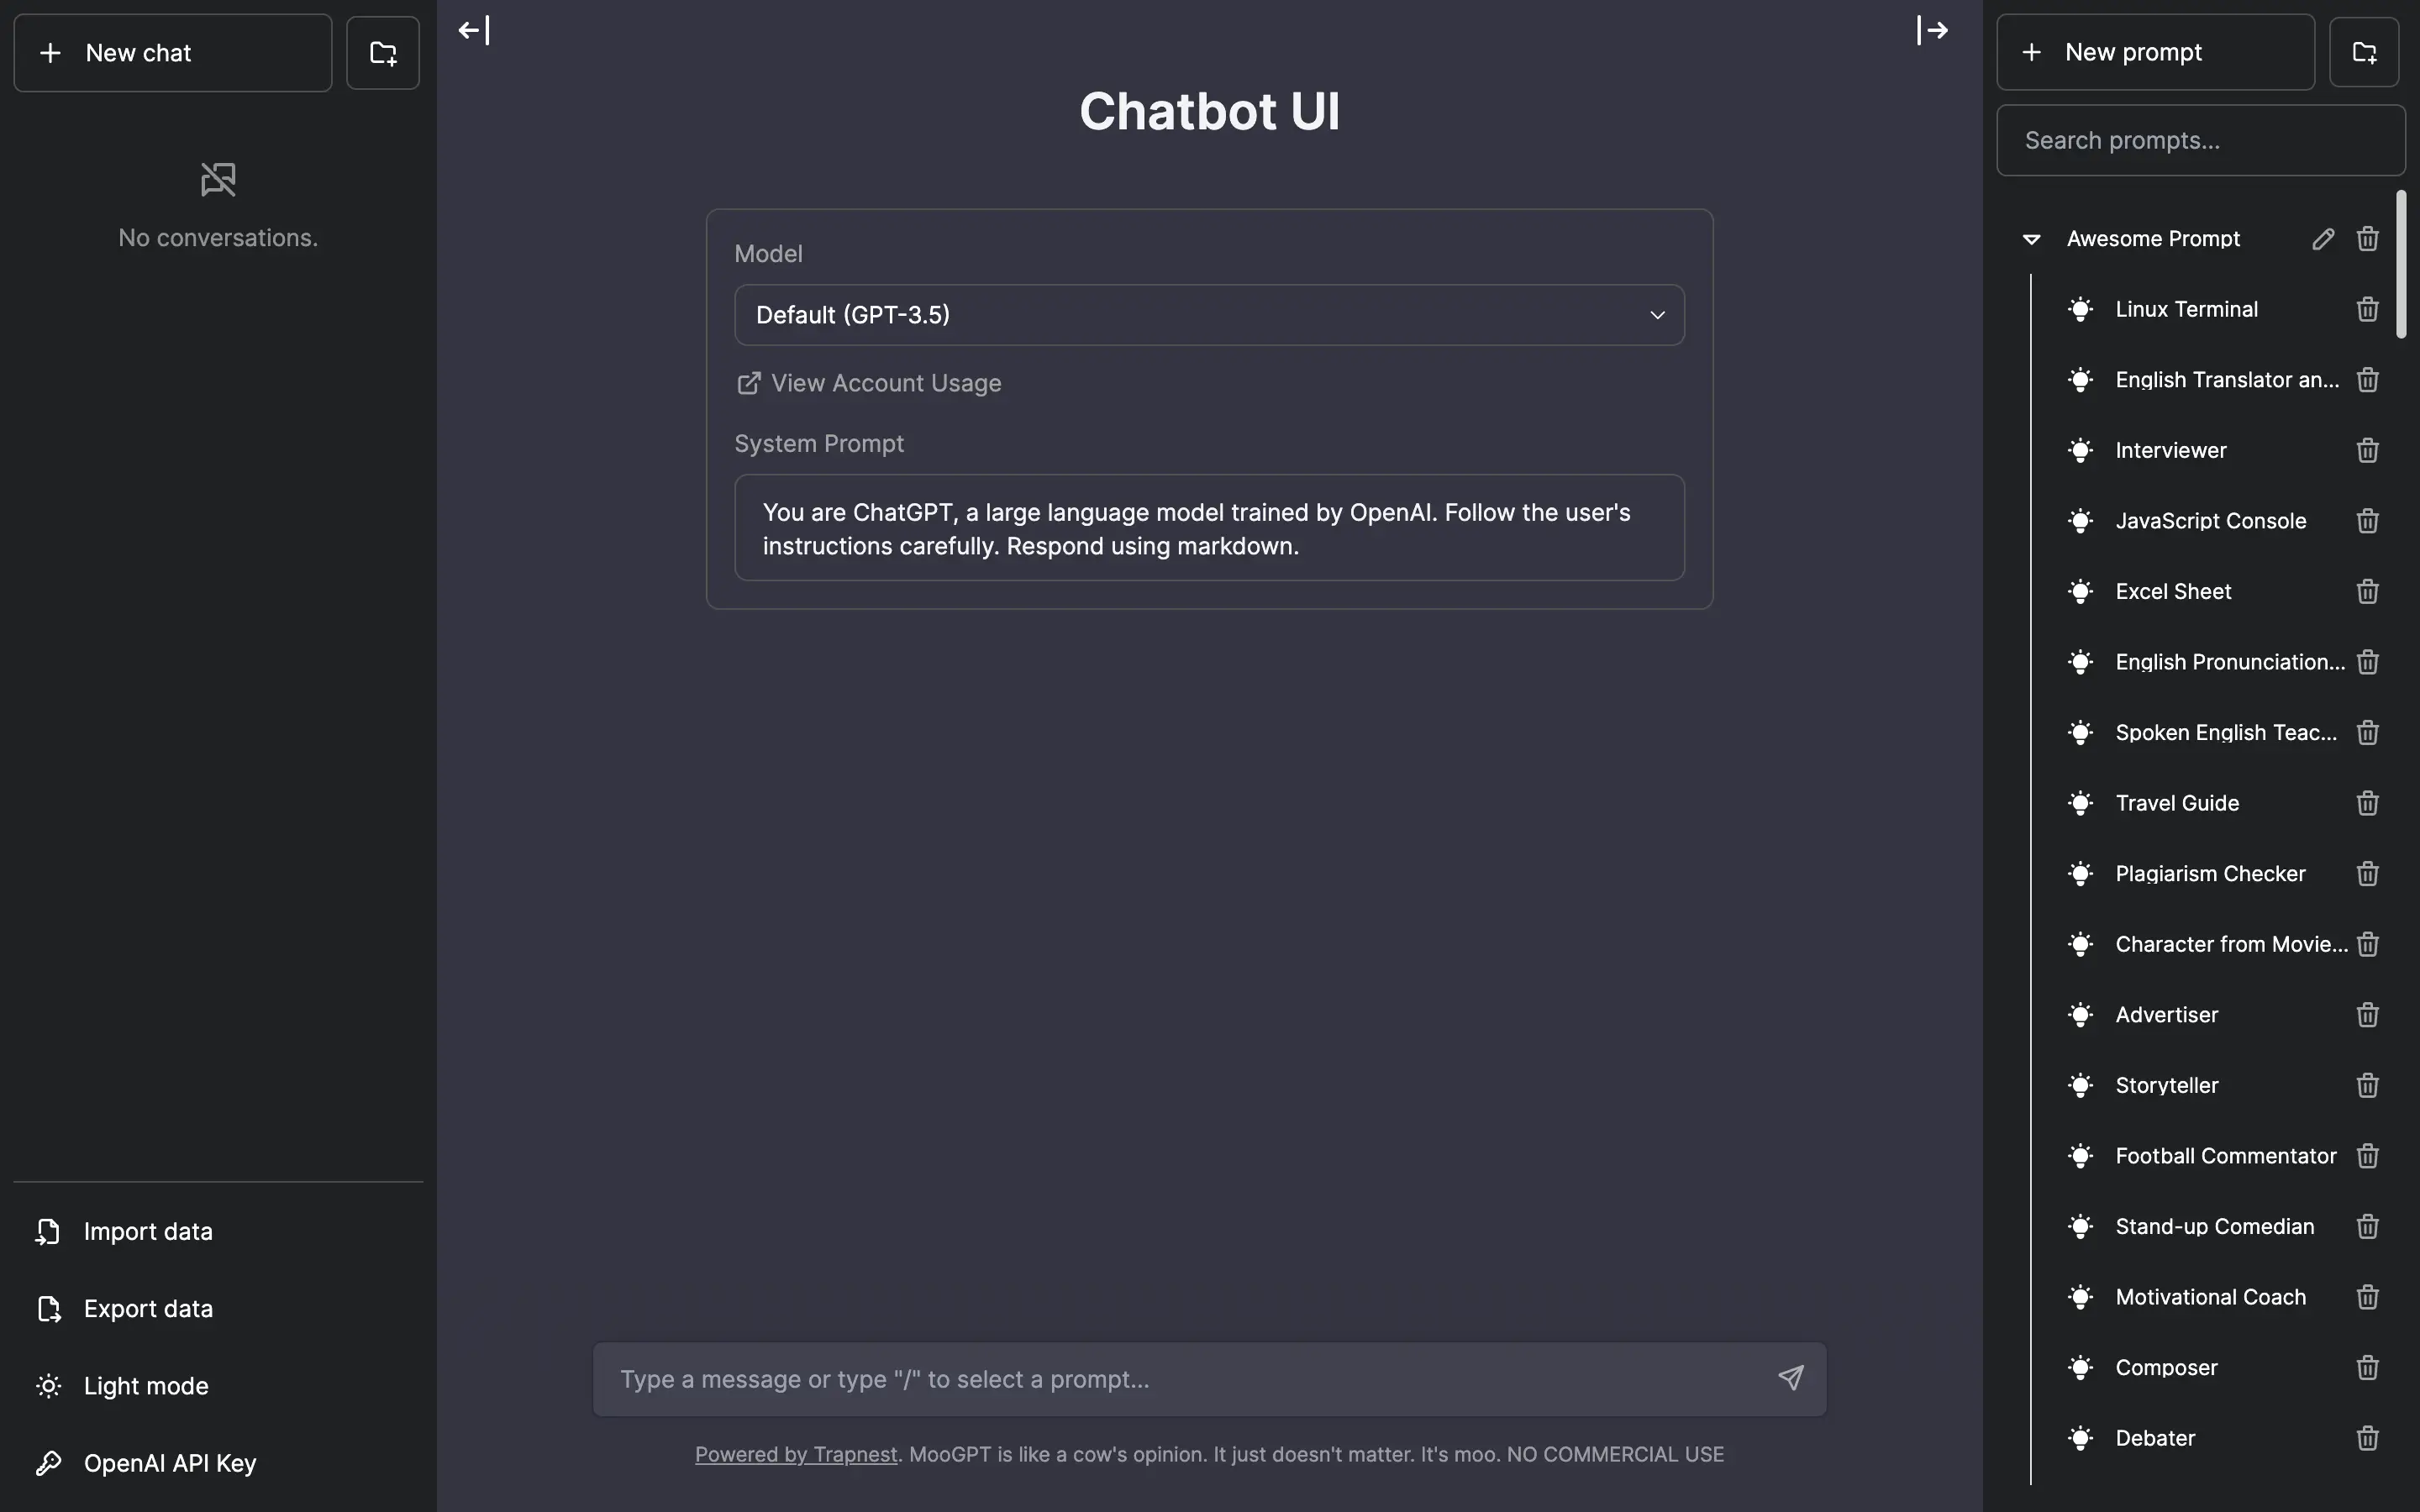 New chat
No conversations.
Import data
Export data
Light mode
OpenAI API Key
Chatbot UI
Model
Default (GPT-3.5)
View Account Usage
System Prompt
You are ChatGPT, a large language model trained by OpenAI. Follow the user's
instructions carefully. Respond using markdown.
Type a message or type "/" to select a prompt...
Powered by Trapnest. MooGPT is like a cow's opinion. It just doesn't matter. It's moo. NO COMMERCIAL USE
New prompt
Search prompts...
Awesome Prompt
Linux Terminal
English Translator an...
Interviewer
JavaScript Console
Excel Sheet
English Pronunciation...
Spoken English Teac...
Travel Guide
Plagiarism Checker
Character from Movie...
Advertiser
Storyteller
Football Commentator
Stand-up Comedian
Motivational Coach
Composer
Debater